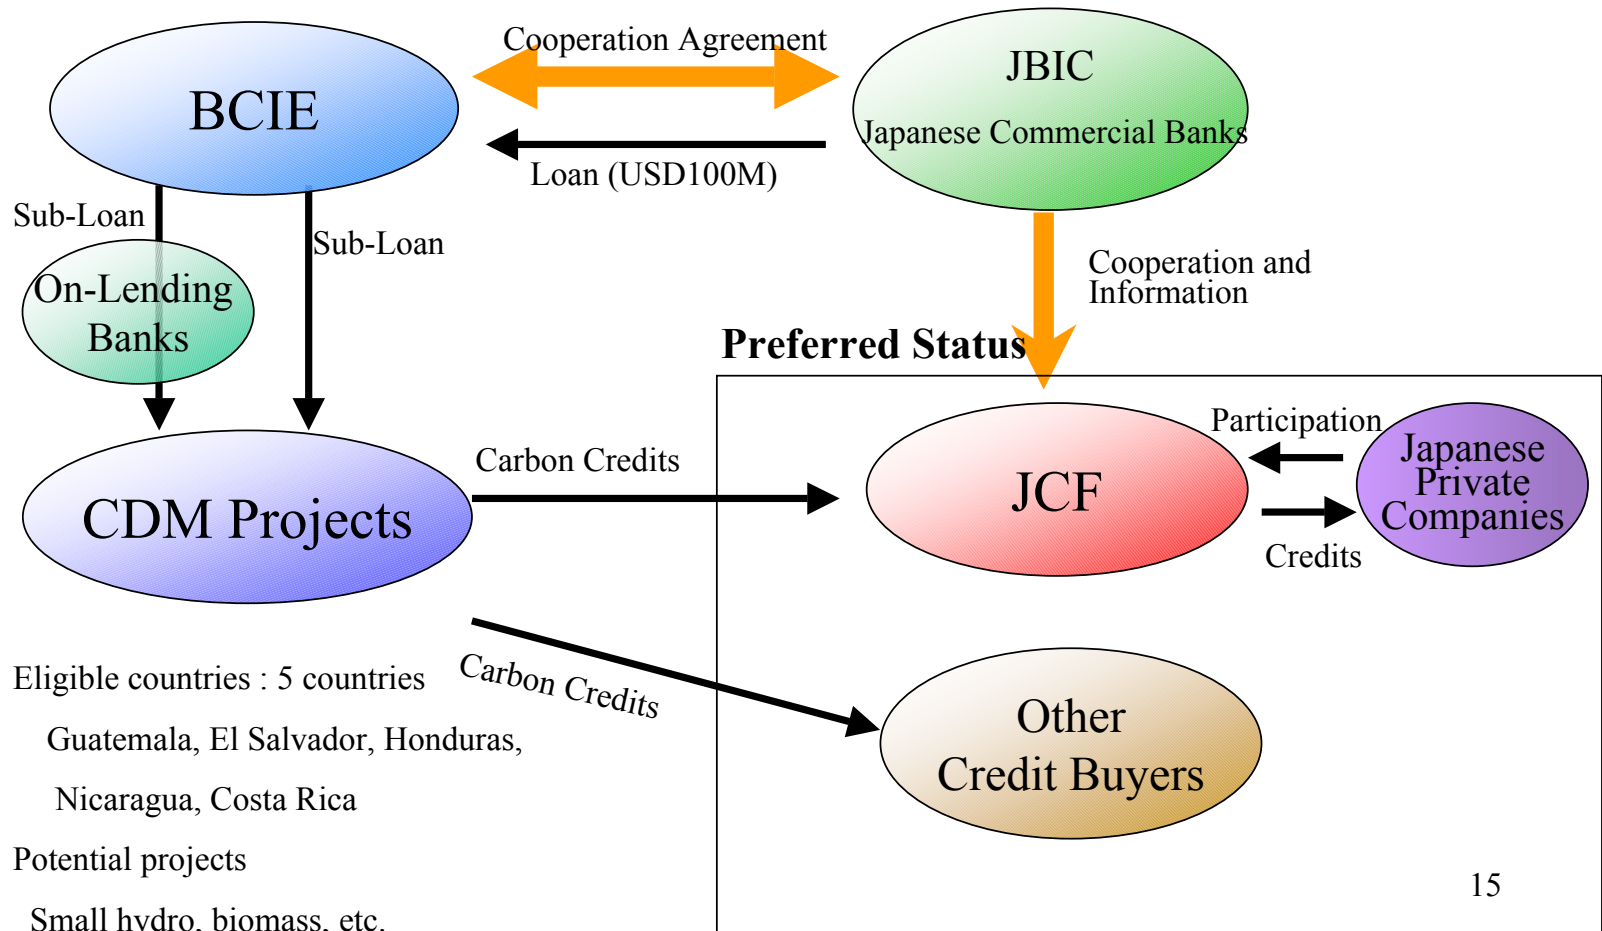 Cooperation Agreement
BCIE
JBIC
Japanese Commercial Banks
Loan (USD100M)
Sub-Loan
Sub-Loan
On-Lending
Banks
Cooperation and
Information
Preferred Status
CDM Projects
Carbon Credits
JCF
Participation
Japanese
Private
Companies
Credits
Carbon Credits
Other
Credit Buyers
Eligible countries : 5 countries
Guatemala, El Salvador, Honduras,
Nicaragua, Costa Rica
Potential projects
Small hydro, biomass, etc.
15